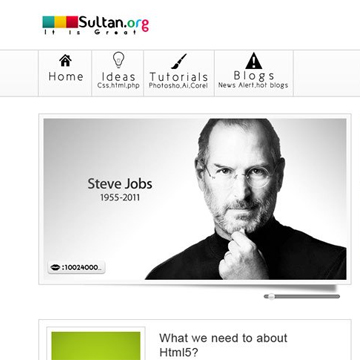 Sultan.org
It is Great
Home
Ideas
Css,html,php
Tutorials
Photosho,Ai,Corel
Blogs
News Alert,hot blogs
Steve Jobs
1955-2011
:10024000..
What we need to about
Html5?